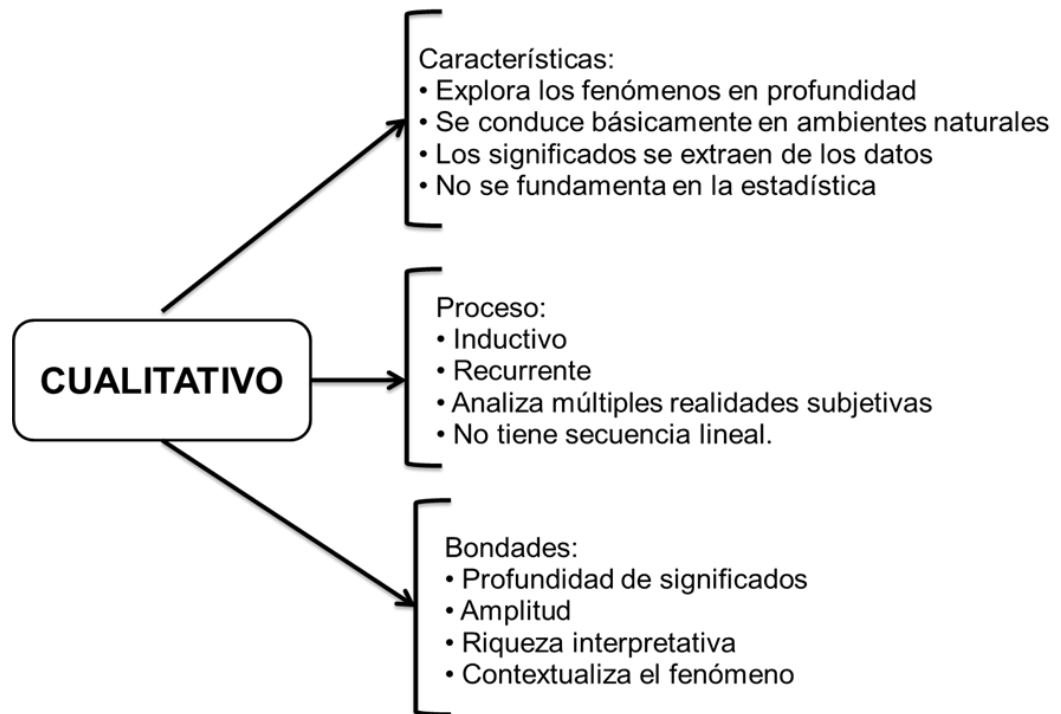 Características:
• Explora los fenómenos en profundidad
• Se conduce básicamente en ambientes naturales
• Los significados se extraen de los datos
• No se fundamenta en la estadística
CUALITATIVO
Proceso:
• Inductivo
• Recurrente
• Analiza múltiples realidades subjetivas
• No tiene secuencia lineal.
Bondades:
• Profundidad de significados
• Amplitud
• Riqueza interpretativa
• Contextualiza el fenómeno